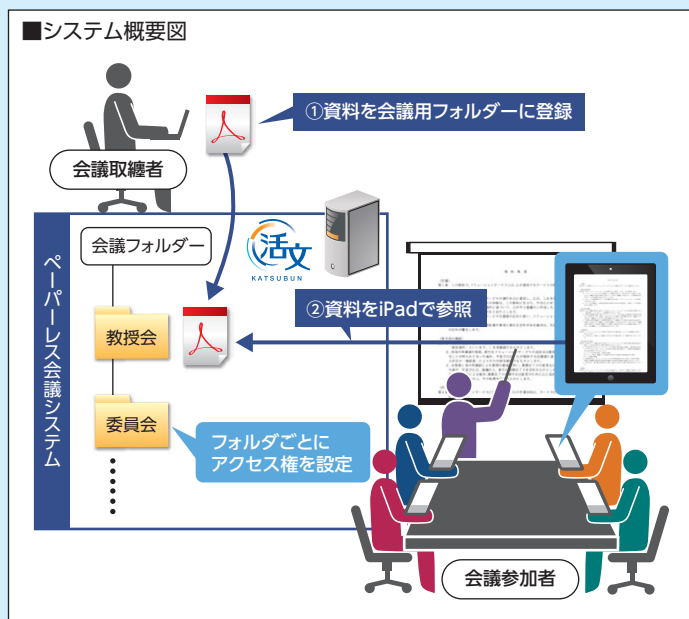 ■システム概要図
①資料を会議用フォルダーに登録
会議取纏者
ペーパーレス会議システム
会議フォルダー
活文
KATSUBUN
②資料をiPadで参照
教授会
委員会
フォルダごとに
アクセス権を設定
会議参加者